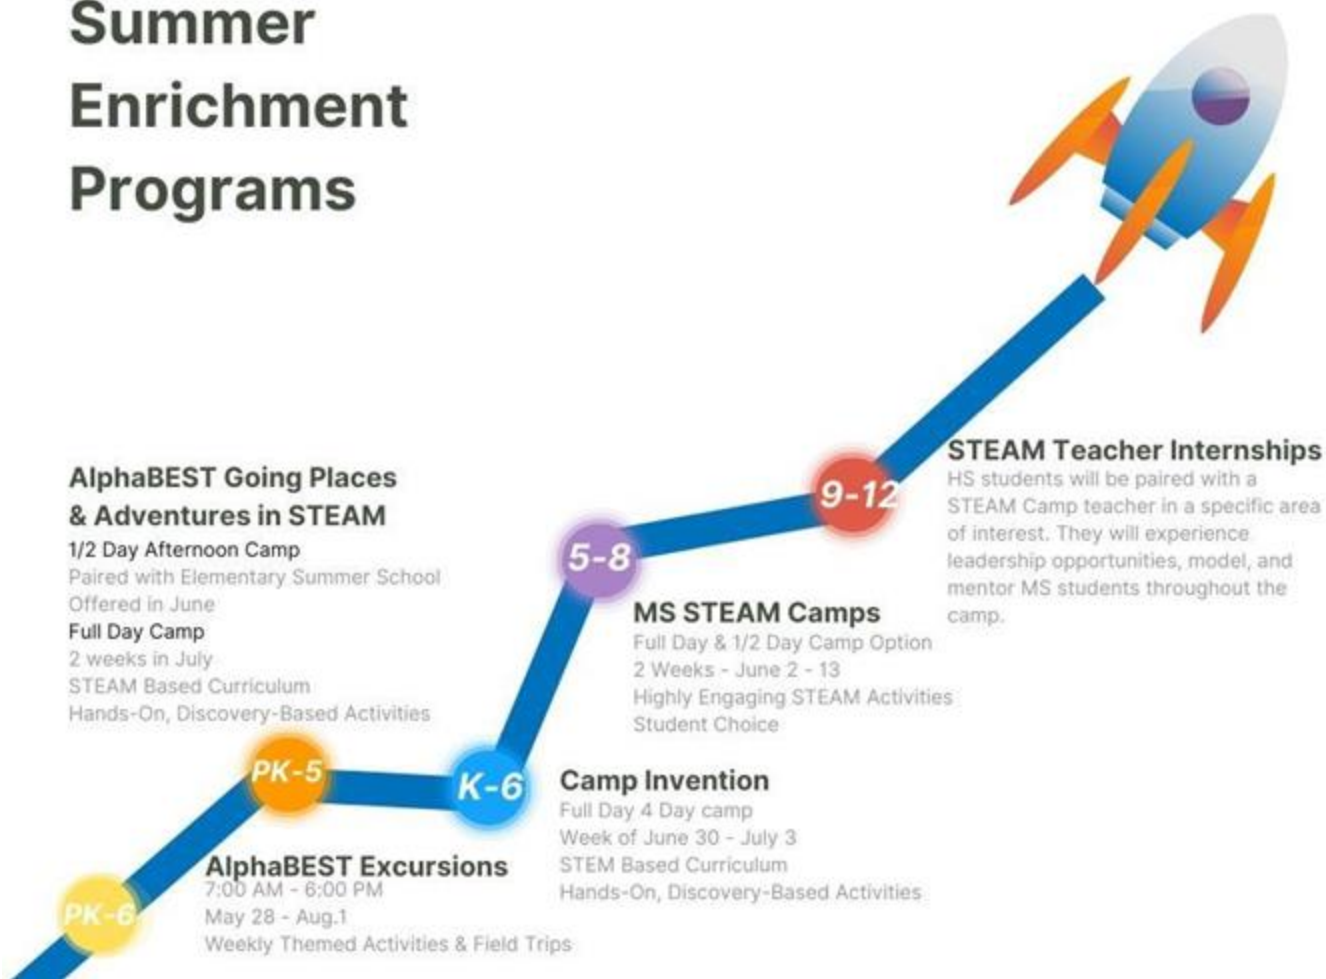 Summer
Enrichment
Programs
AlphaBEST Going Places
& Adventures in STEAM
1/2 Day Afternoon Camp
Paired with Elementary Summer School
Offered in June
Full Day Camp
2 weeks in July
STEAM Based Curriculum
Hands-On, Discovery-Based Activities
PK-5
PK-6
AlphaBEST Excursions
7:00 AM - 6:00 PM
May 28 - Aug.1
Weekly Themed Activities & Field Trips
K-6
Camp Invention
Full Day 4 Day camp
Week of June 30 - July 3
STEM Based Curriculum
Hands-On, Discovery-Based Activities
5-8
MS STEAM Camps
Full Day & 1/2 Day Camp Option
2 Weeks - June 2 - 13
Highly Engaging STEAM Activities
Student Choice
9-12
STEAM Teacher Internships
HS students will be paired with a
STEAM Camp teacher in a specific area
of interest. They will experience
leadership opportunities, model, and
mentor MS students throughout the
camp.